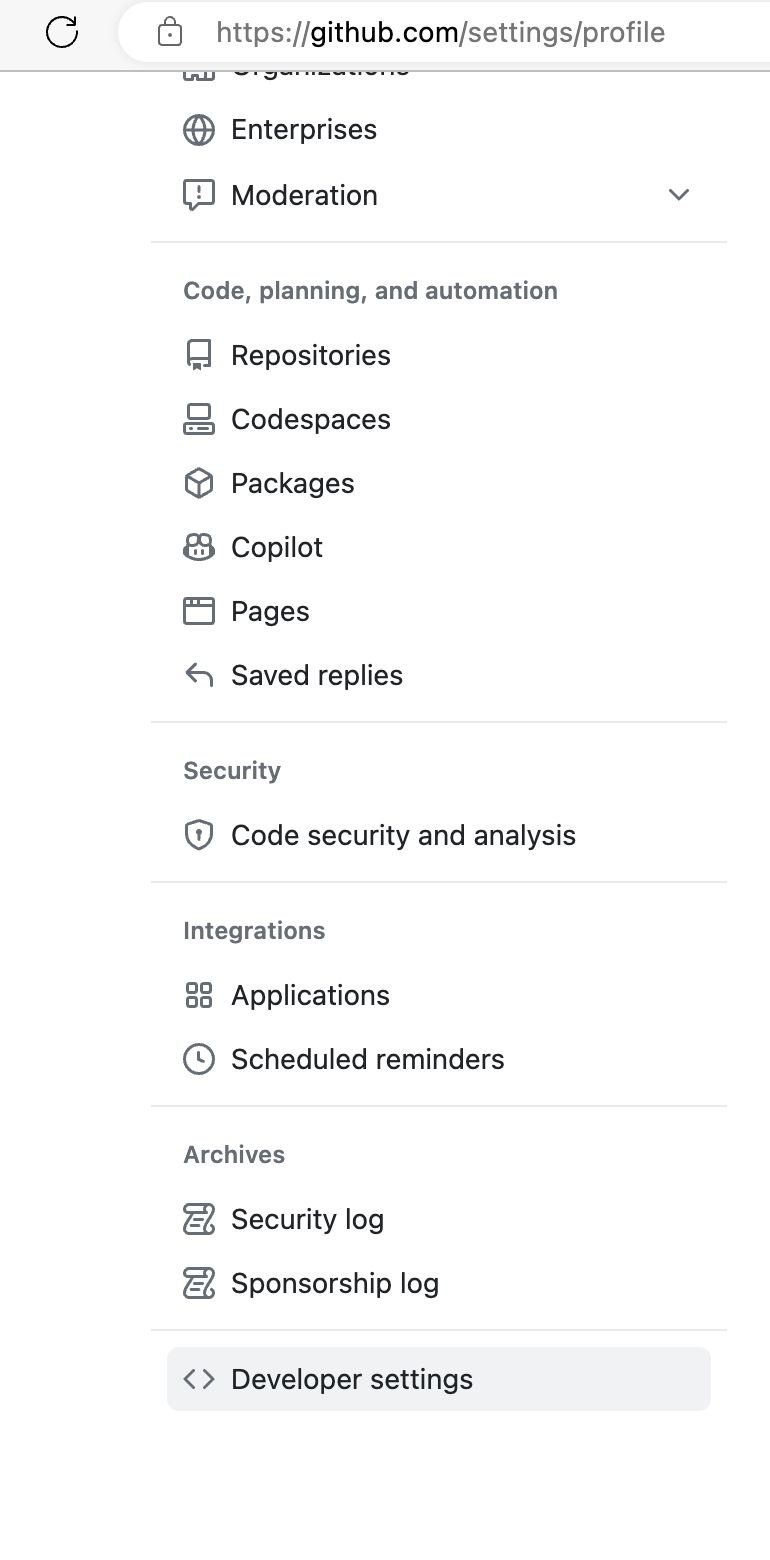 https://github.com/settings/profile
Organizations
Enterprises
Moderation
Code, planning, and automation
Repositories
Codespaces
Packages
Copilot
Pages
Saved replies
Security
Code security and analysis
Integrations
Applications
Scheduled reminders
Archives
Security log
Sponsorship log
Developer settings